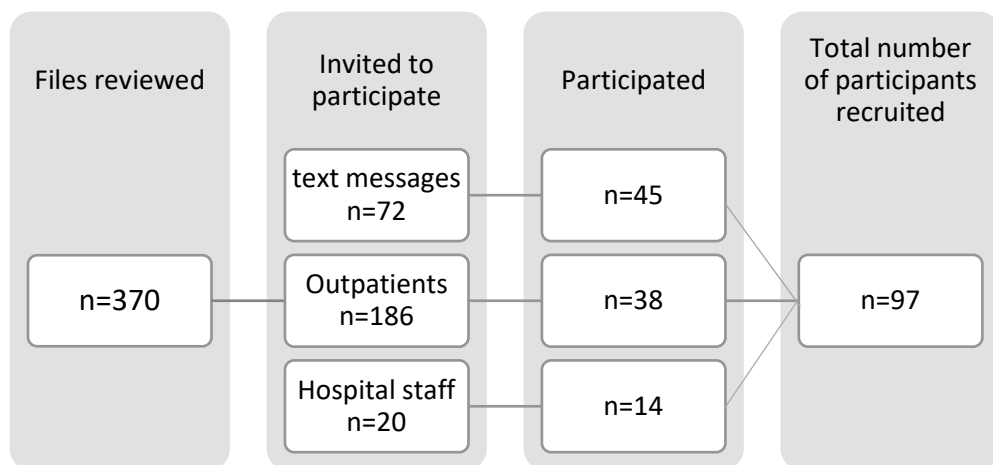 Files reviewed
n=370
Invited to
participate
text messages
n=72
Outpatients
n=186
Hospital staff
n=20
Participated
n=45
n=38
n=14
Total number
of participants
recruited
n=97